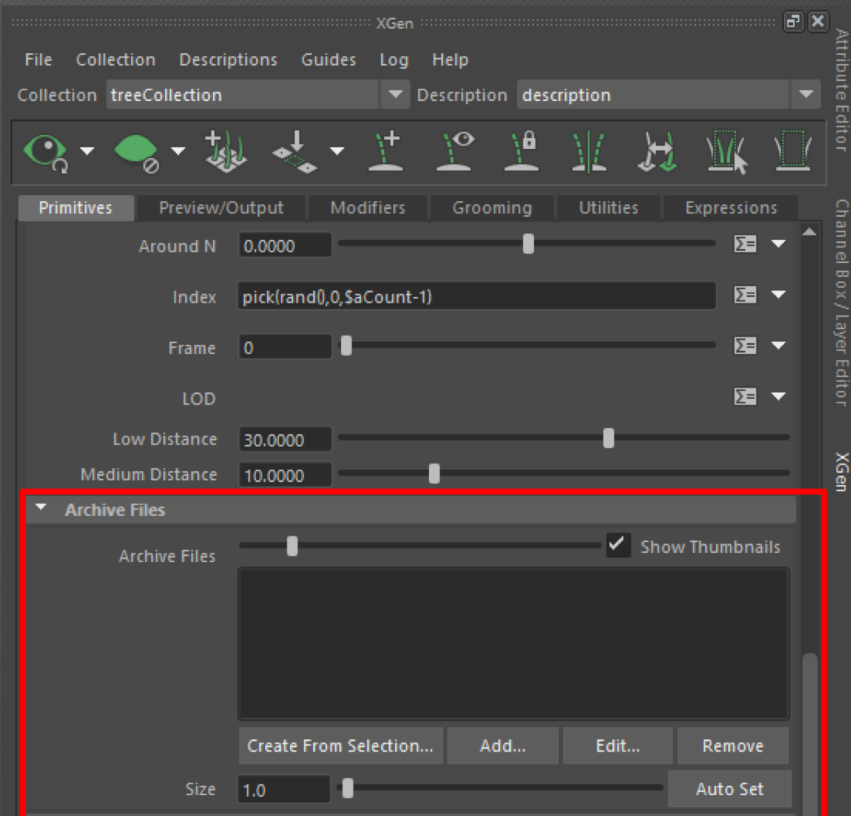 XGen
File Collection Descriptions Guides Log Help
Collection treeCollection Description description
Primitives Preview/Output Modifiers Grooming Utilities Expressions
Around N 0.0000
Index pick(rand(),0,$aCount-1)
Frame 0
LOD
Low Distance 30.0000
Medium Distance 10.0000
Archive Files
Archive Files Show Thumbnails
Create From Selection... Add... Edit... Remove
Size 1.0 Auto Set
Attribute Editor
Channel Box / Layer Editor
XGen